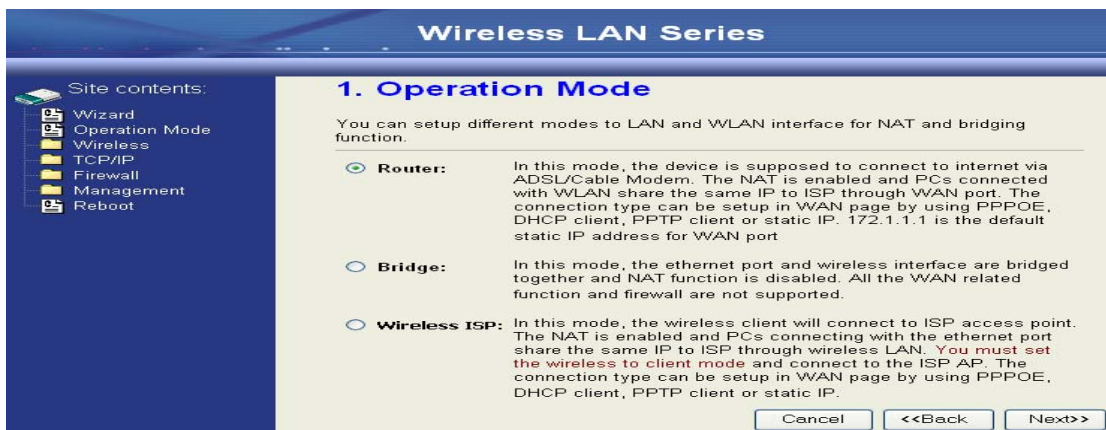 Wireless LAN Series
Site contents:
Wizard
Operation Mode
Wireless
TCP/IP
Firewall
Management
Reboot
1. Operation Mode
You can setup different modes to LAN and WLAN interface for NAT and bridging
function.
Router:
In this mode, the device is supposed to connect to internet via
ADSL/Cable Modem. The NAT is enabled and PCs connected
with WLAN share the same IP to ISP through WAN port. The
connection type can be setup in WAN page by using PPPOE,
DHCP client, PPTP client or static IP. 172.1.1.1 is the default
static IP address for WAN port
Bridge:
In this mode, the ethernet port and wireless interface are bridged
together and NAT function is disabled. All the WAN related
function and firewall are not supported.
Wireless ISP:
In this mode, the wireless client will connect to ISP access point.
The NAT is enabled and PCs connecting with the ethernet port
share the same IP to ISP through wireless LAN. You must set
the wireless to client mode and connect to the ISP AP. The
connection type can be setup in WAN page by using PPPOE,
DHCP client, PPTP client or static IP.
Cancel
<<Back
Next>>